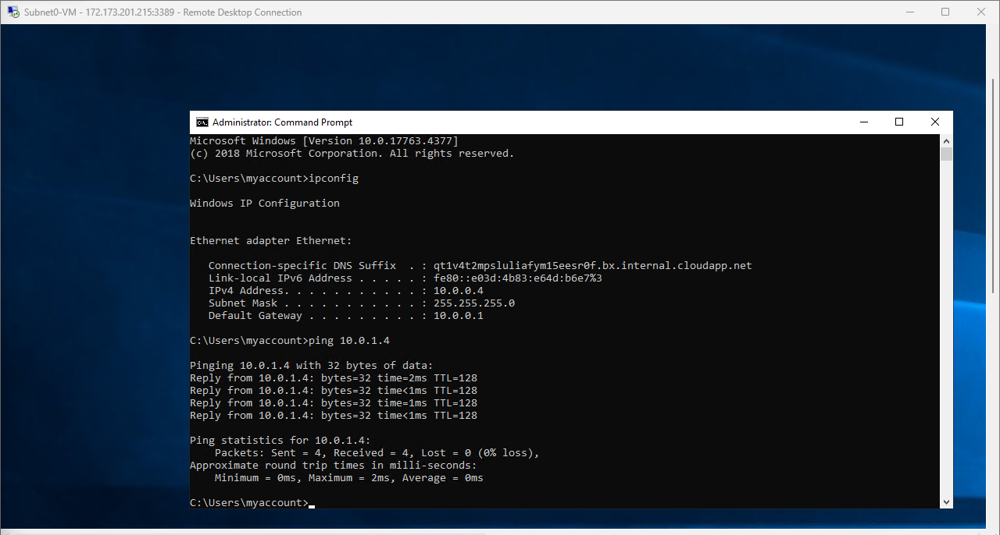 Subnet0-VM - 172.173.201.215:3389 - Remote Desktop Connection
Administrator: Command Prompt
Microsoft Windows [Version 10.0.17763.4377]
(c) 2018 Microsoft Corporation. All rights reserved.
C:\Users\myaccount>ipconfig
Windows IP Configuration
Ethernet adapter Ethernet:
Connection-specific DNS Suffix  . : qt1v4t2mpsluliafym15eesr0f.bx.internal.cloudapp.net
Link-local IPv6 Address . . . . . : fe80::e03d:4b83:e64d:b6e7%3
IPv4 Address. . . . . . . . . . . : 10.0.0.4
Subnet Mask . . . . . . . . . . . : 255.255.255.0
Default Gateway . . . . . . . . . : 10.0.0.1
C:\Users\myaccount>ping 10.0.1.4
Pinging 10.0.1.4 with 32 bytes of data:
Reply from 10.0.1.4: bytes=32 time=2ms TTL=128
Reply from 10.0.1.4: bytes=32 time<1ms TTL=128
Reply from 10.0.1.4: bytes=32 time=1ms TTL=128
Reply from 10.0.1.4: bytes=32 time<1ms TTL=128
Ping statistics for 10.0.1.4:
Packets: Sent = 4, Received = 4, Lost = 0 (0% loss),
Approximate round trip times in milli-seconds:
Minimum = 0ms, Maximum = 2ms, Average = 0ms
C:\Users\myaccount>